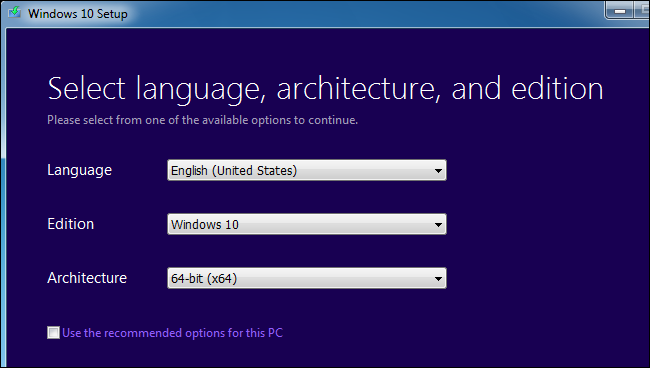 Windows 10 Setup
Select language, architecture, and edition
Please select from one of the available options to continue.
Language English (United States)
Edition Windows 10
Architecture 64-bit (x64)
Use the recommended options for this PC